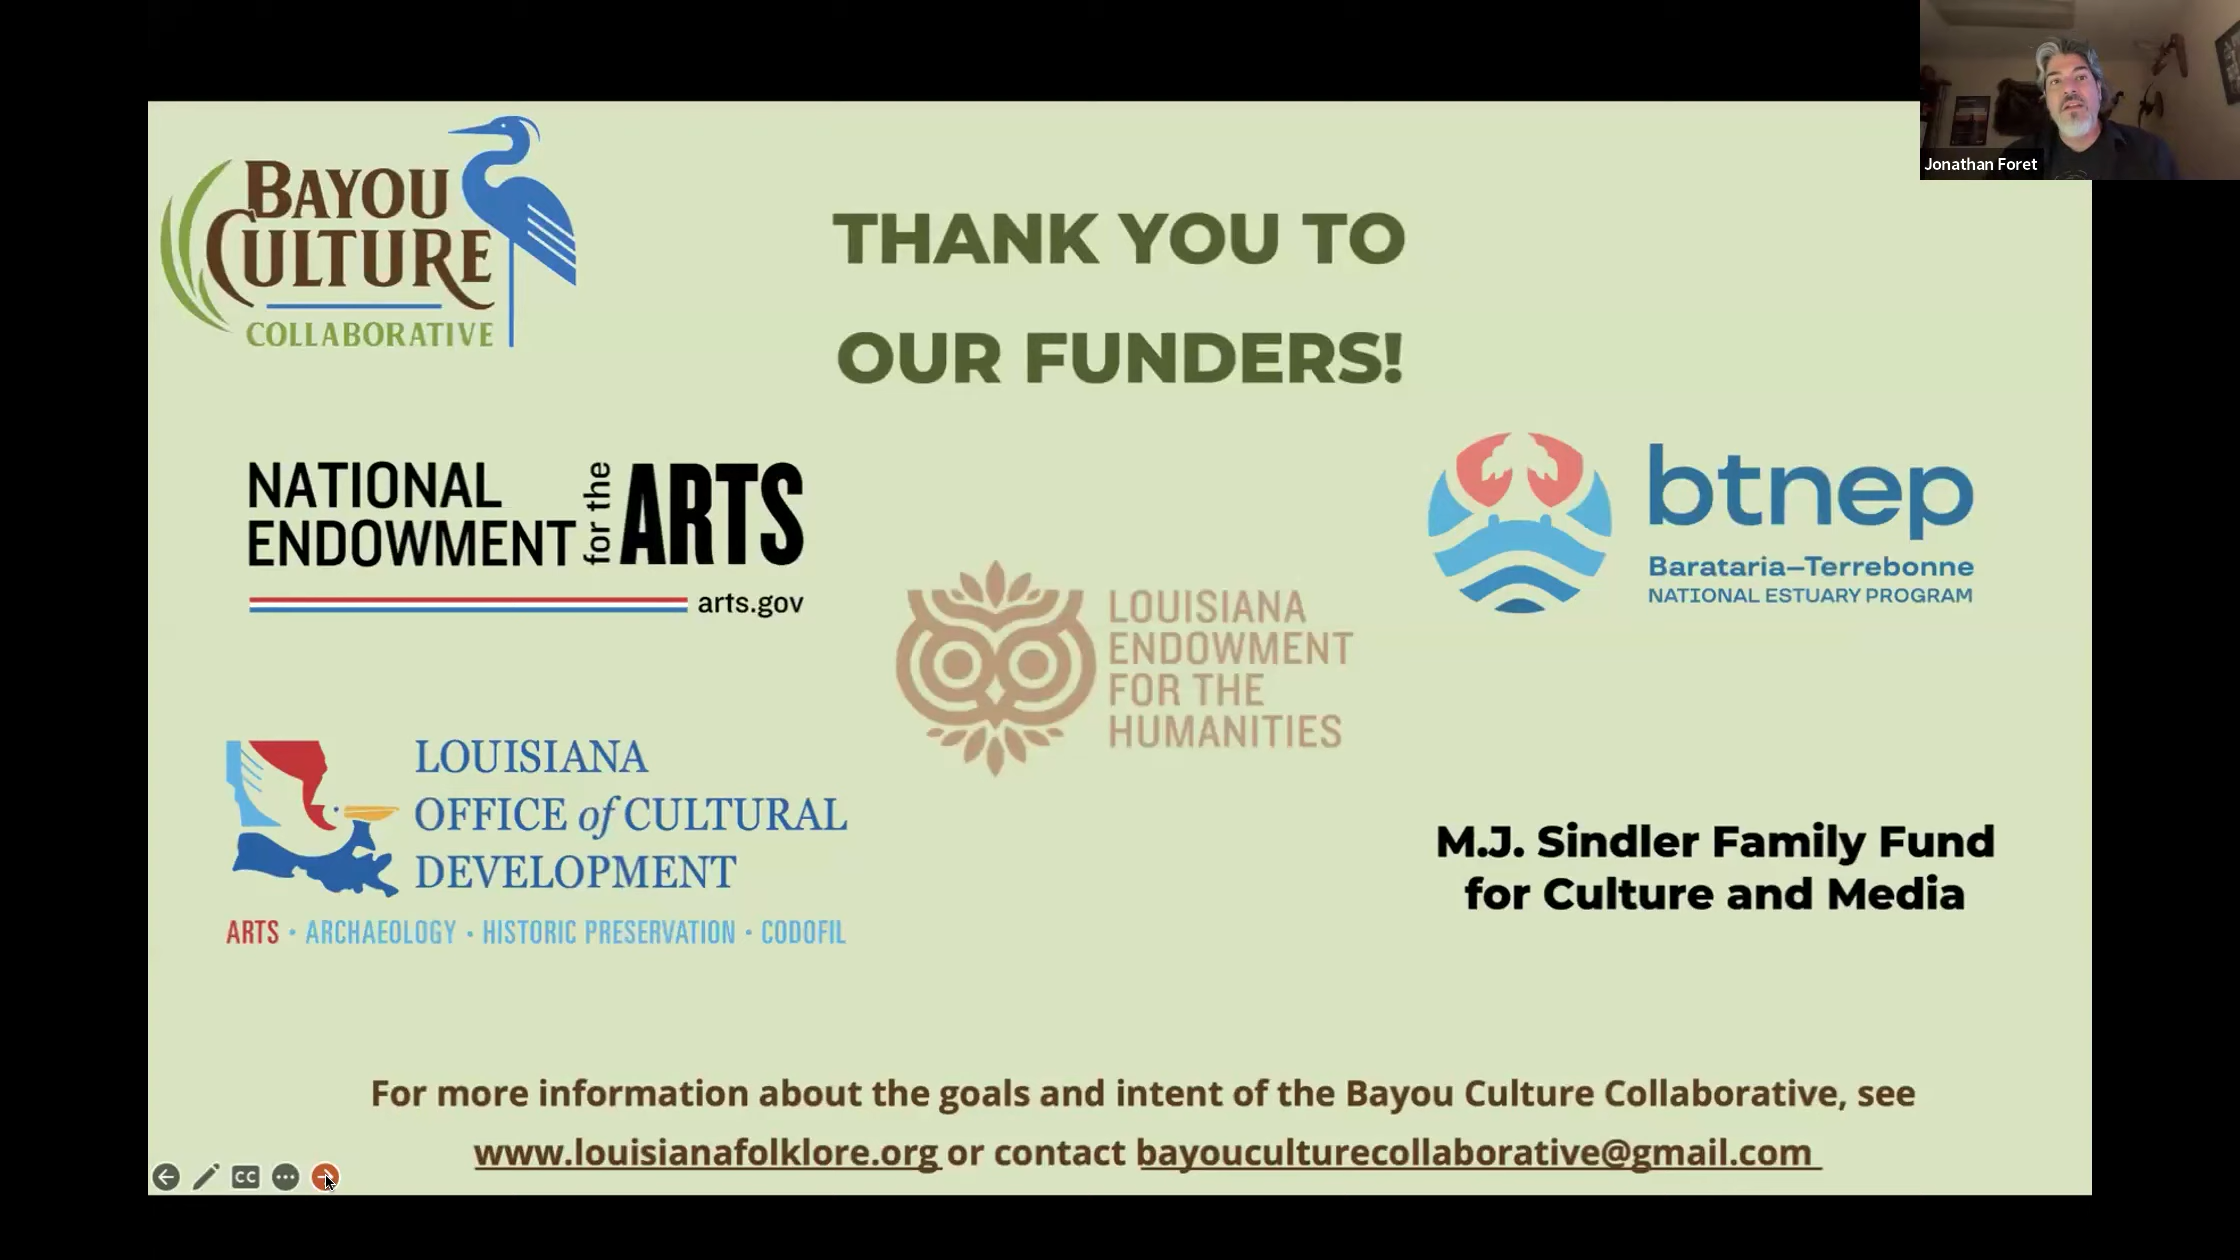 Jonathan Foret
BAYOU
CULTURE
COLLABORATIVE
THANK YOU TO
OUR FUNDERS!
NATIONAL
ENDOWMENT
for the
ARTS
arts.gov
btnep
Barataria–Terrebonne
NATIONAL ESTUARY PROGRAM
LOUISIANA
ENDOWMENT
FOR THE
HUMANITIES
LOUISIANA
OFFICE of CULTURAL
DEVELOPMENT
ARTS • ARCHAEOLOGY • HISTORIC PRESERVATION • CODOFIL
M.J. Sindler Family Fund
for Culture and Media
For more information about the goals and intent of the Bayou Culture Collaborative, see
www.louisianafolklore.org or contact bayouculturecollaborative@gmail.com
CC